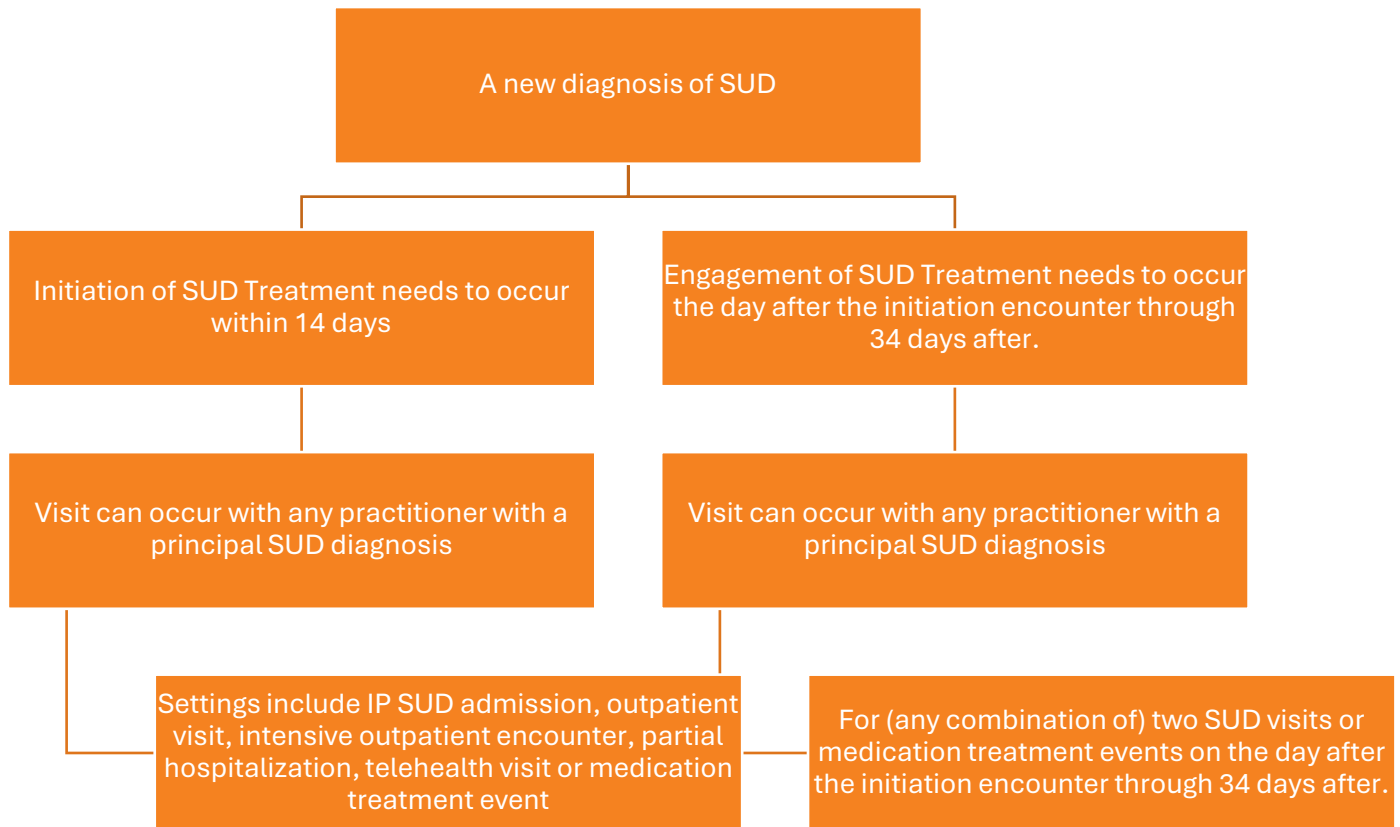 A new diagnosis of SUD
Initiation of SUD Treatment needs to occur
within 14 days
Engagement of SUD Treatment needs to occur
the day after the initiation encounter through
34 days after.
Visit can occur with any practitioner with a
principal SUD diagnosis
Visit can occur with any practitioner with a
principal SUD diagnosis
Settings include IP SUD admission, outpatient
visit, intensive outpatient encounter, partial
hospitalization, telehealth visit or medication
treatment event
For (any combination of) two SUD visits or
medication treatment events on the day after
the initiation encounter through 34 days after.